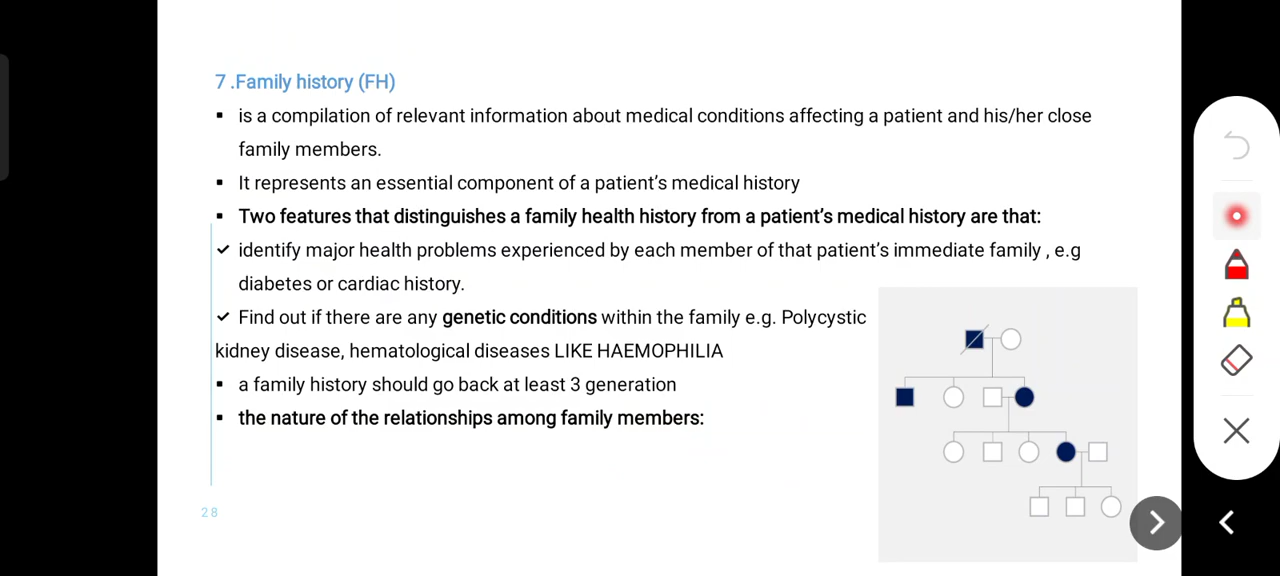 7 .Family history (FH)
▪ is a compilation of relevant information about medical conditions affecting a patient and his/her close
family members.
▪ It represents an essential component of a patient’s medical history
▪ Two features that distinguishes a family health history from a patient’s medical history are that:
✓ identify major health problems experienced by each member of that patient’s immediate family , e.g
diabetes or cardiac history.
✓ Find out if there are any genetic conditions within the family e.g. Polycystic
kidney disease, hematological diseases LIKE HAEMOPHILIA
▪ a family history should go back at least 3 generation
▪ the nature of the relationships among family members:
28